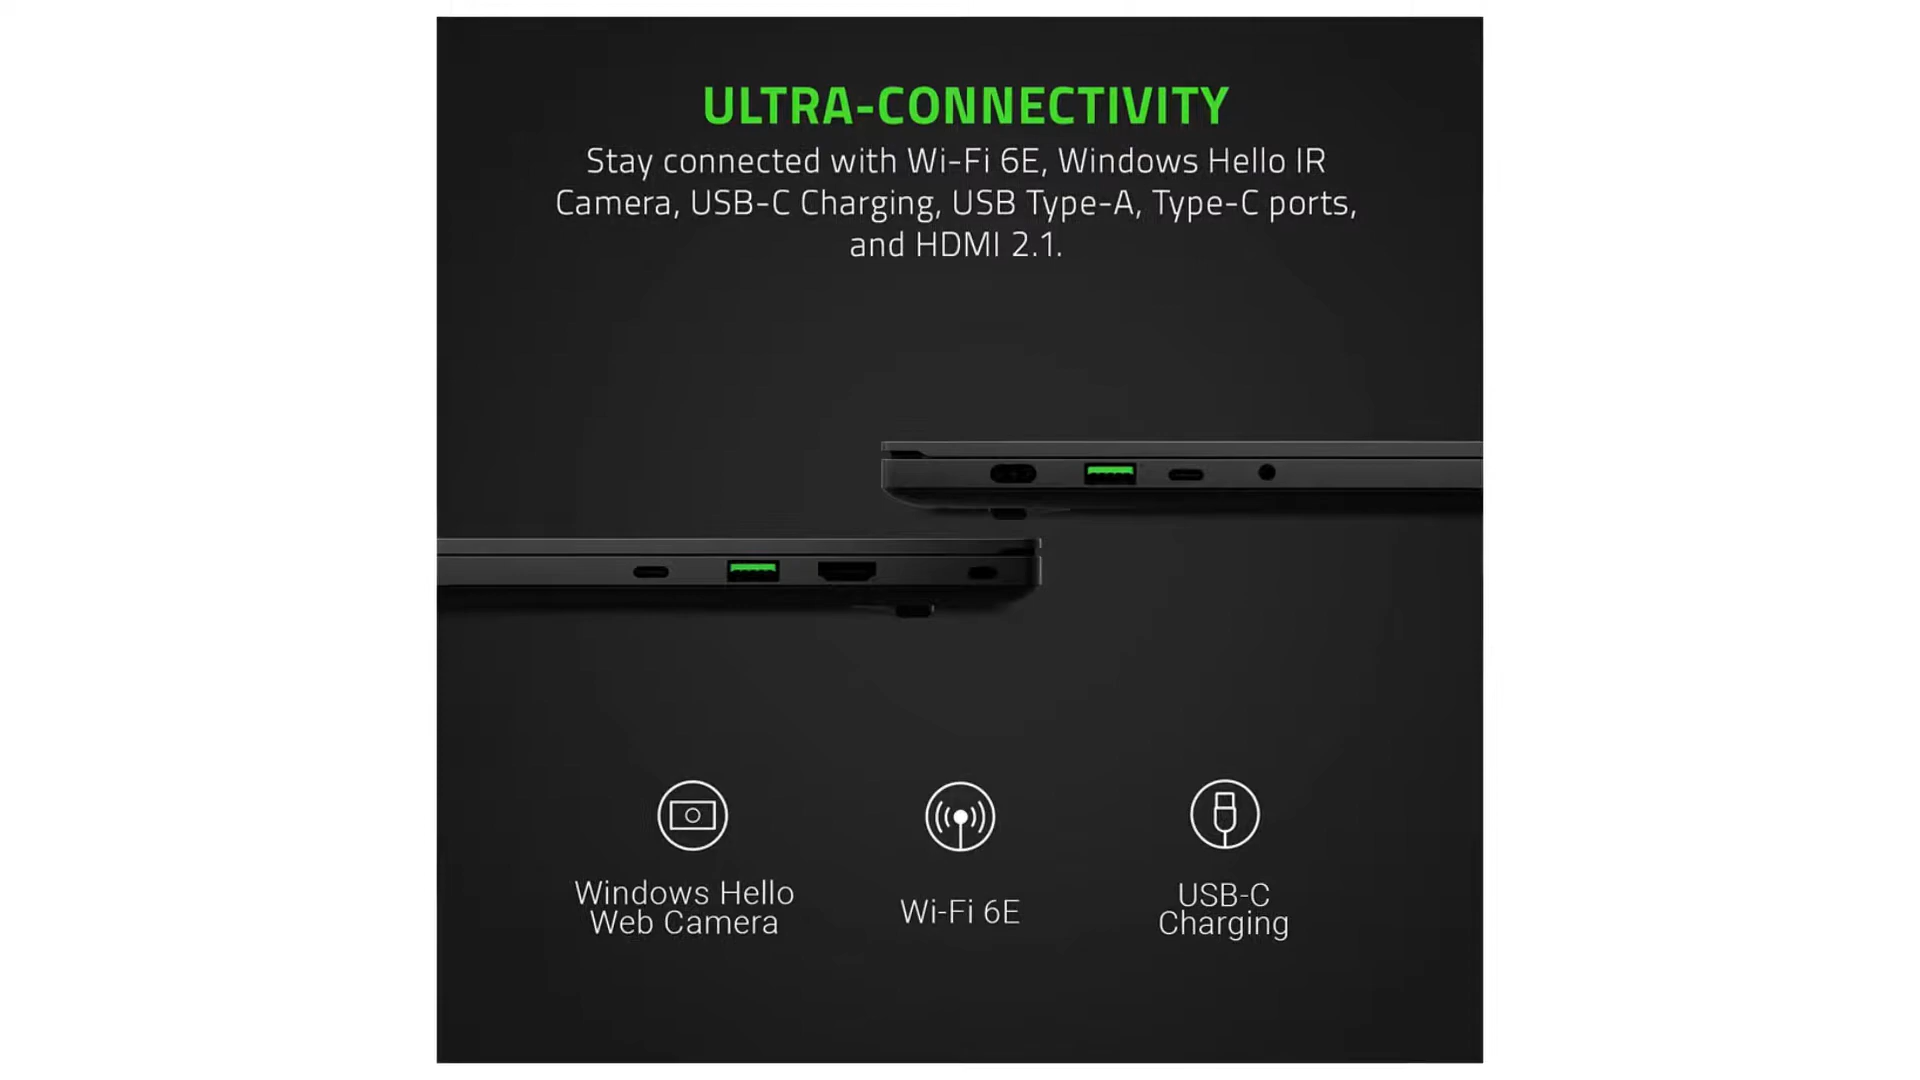 ULTRA-CONNECTIVITY
Stay connected with Wi-Fi 6E, Windows Hello IR
Camera, USB-C Charging, USB Type-A, Type-C ports,
and HDMI 2.1.
Windows Hello
Web Camera
Wi-Fi 6E
USB-C
Charging